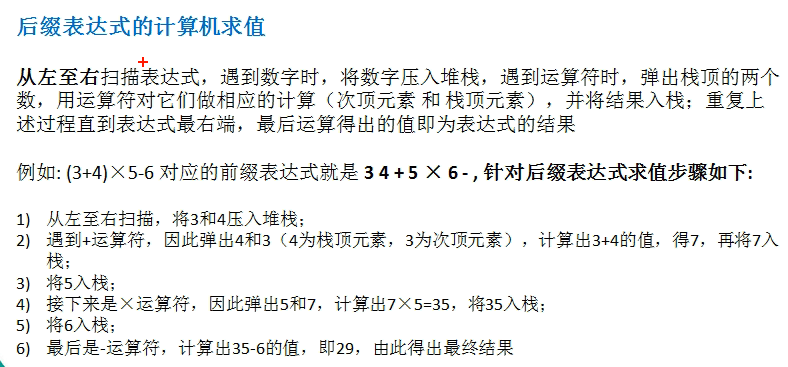 后缀表达式的计算机求值
从左至右扫描表达式，遇到数字时，将数字压入堆栈，遇到运算符时，弹出栈顶的两个
数，用运算符对它们做相应的计算（次顶元素 和 栈顶元素），并将结果入栈；重复上
述过程直到表达式最右端，最后运算得出的值即为表达式的结果
例如: (3+4)×5-6 对应的前缀表达式就是 3 4 + 5 × 6 - , 针对后缀表达式求值步骤如下:
1) 从左至右扫描，将3和4压入堆栈；
2) 遇到+运算符，因此弹出4和3（4为栈顶元素，3为次顶元素），计算出3+4的值，得7，再将7入
栈；
3) 将5入栈；
4) 接下来是×运算符，因此弹出5和7，计算出7×5=35，将35入栈；
5) 将6入栈；
6) 最后是-运算符，计算出35-6的值，即29，由此得出最终结果